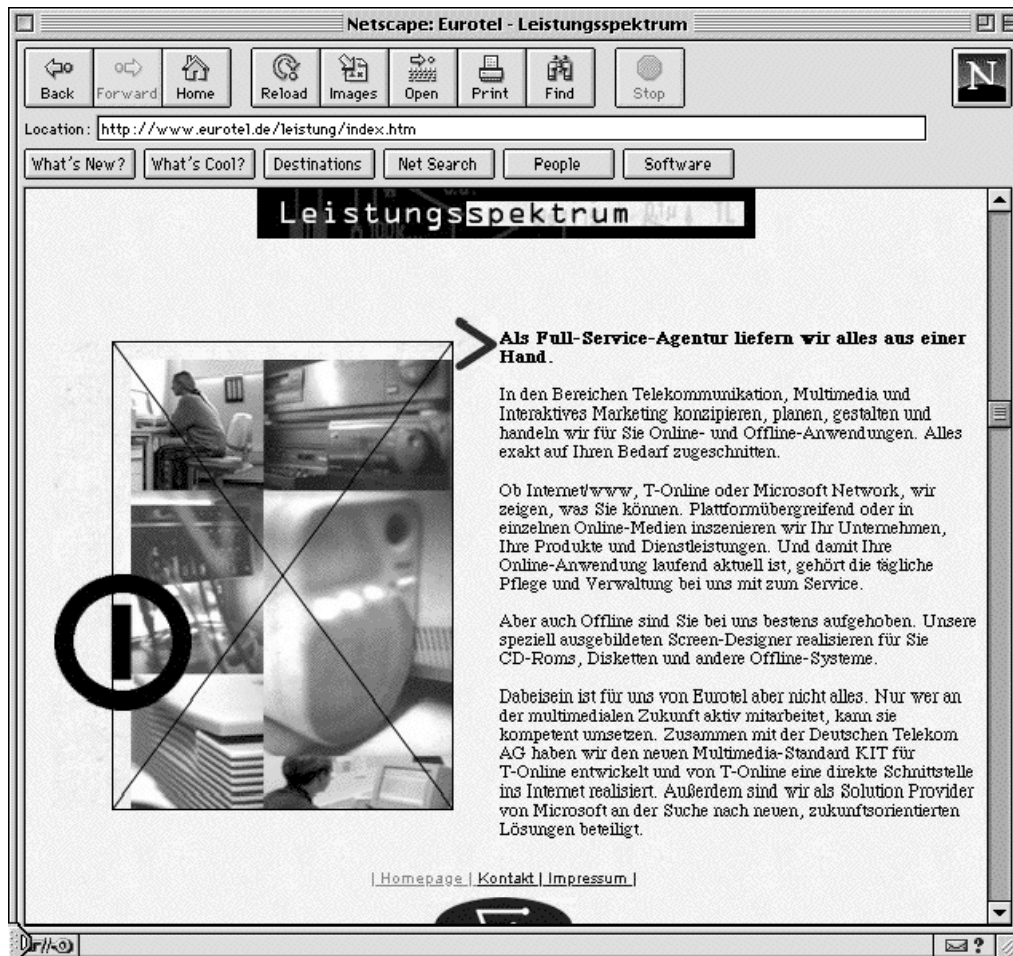 Netscape: Eurotel - Leistungsspektrum
Back Forward Home Reload Images Open Print Find Stop N
Location: http://www.eurotel.de/leistung/index.htm
What's New? What's Cool? Destinations Net Search People Software
Leistungsspektrum
Als Full-Service-Agentur liefern wir alles aus einer
Hand.
In den Bereichen Telekommunikation, Multimedia und
Interaktives Marketing konzipieren, planen, gestalten und
handeln wir für Sie Online- und Offline-Anwendungen. Alles
exakt auf Ihren Bedarf zugeschnitten.
Ob Internet/www, T-Online oder Microsoft Network, wir
zeigen, was Sie können. Plattformübergreifend oder in
einzelnen Online-Medien inszenieren wir Ihr Unternehmen,
Ihre Produkte und Dienstleistungen. Und damit Ihre
Online-Anwendung laufend aktuell ist, gehört die tägliche
Pflege und Verwaltung bei uns mit zum Service.
Aber auch Offline sind Sie bei uns bestens aufgehoben. Unsere
speziell ausgebildeten Screen-Designer realisieren für Sie
CD-Roms, Disketten und andere Offline-Systeme.
Dabeisein ist für uns von Eurotel aber nicht alles. Nur wer an
der multimedialen Zukunft aktiv mitarbeitet, kann sie
kompetent umsetzen. Zusammen mit der Deutschen Telekom
AG haben wir den neuen Multimedia-Standard KIT für
T-Online entwickelt und von T-Online eine direkte Schnittstelle
ins Internet realisiert. Außerdem sind wir als Solution Provider
von Microsoft an der Suche nach neuen, zukunftsorientierten
Lösungen beteiligt.
| Homepage | Kontakt | Impressum |
?